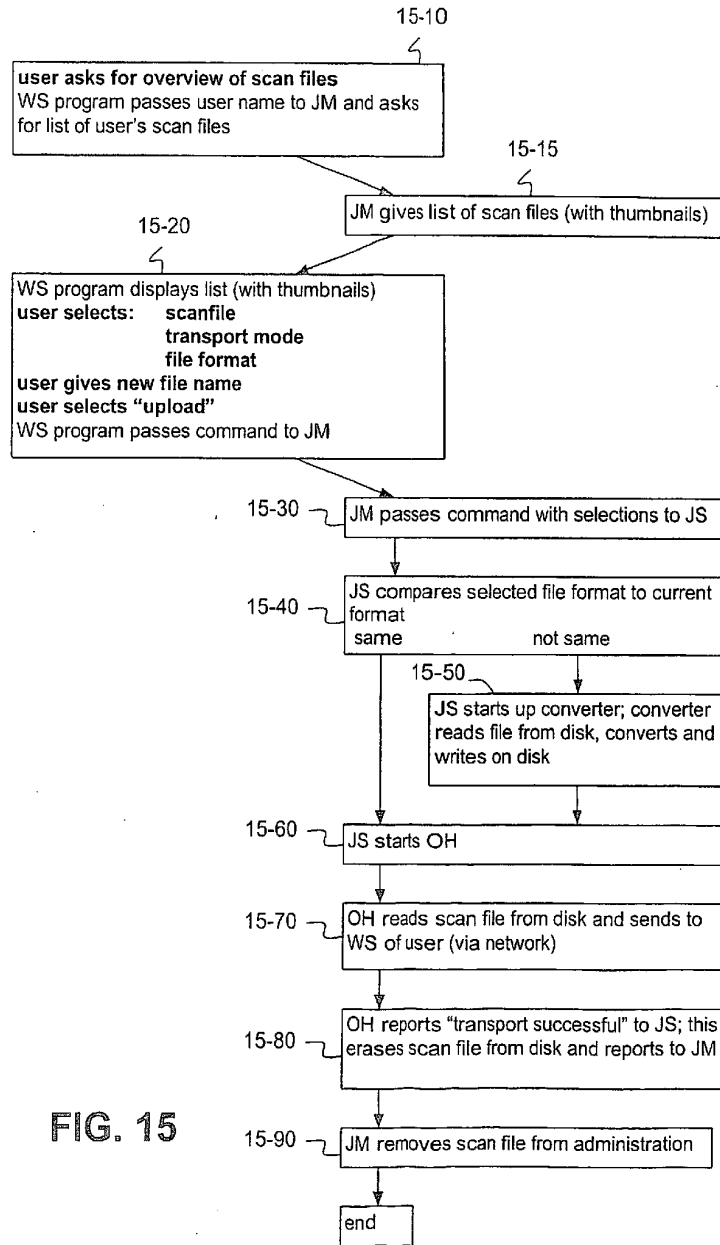 15-10
user asks for overview of scan files
WS program passes user name to JM and asks
for list of user's scan files
15-15
JM gives list of scan files (with thumbnails)
15-20
WS program displays list (with thumbnails)
user selects: scanfile
transport mode
file format
user gives new file name
user selects “upload”
WS program passes command to JM
15-30
JM passes command with selections to JS
15-40
JS compares selected file format to current
format
same not same
15-50
JS starts up converter; converter
reads file from disk, converts and
writes on disk
15-60
JS starts OH
15-70
OH reads scan file from disk and sends to
WS of user (via network)
15-80
OH reports “transport successful” to JS; this
erases scan file from disk and reports to JM
15-90
JM removes scan file from administration
end
FIG. 15